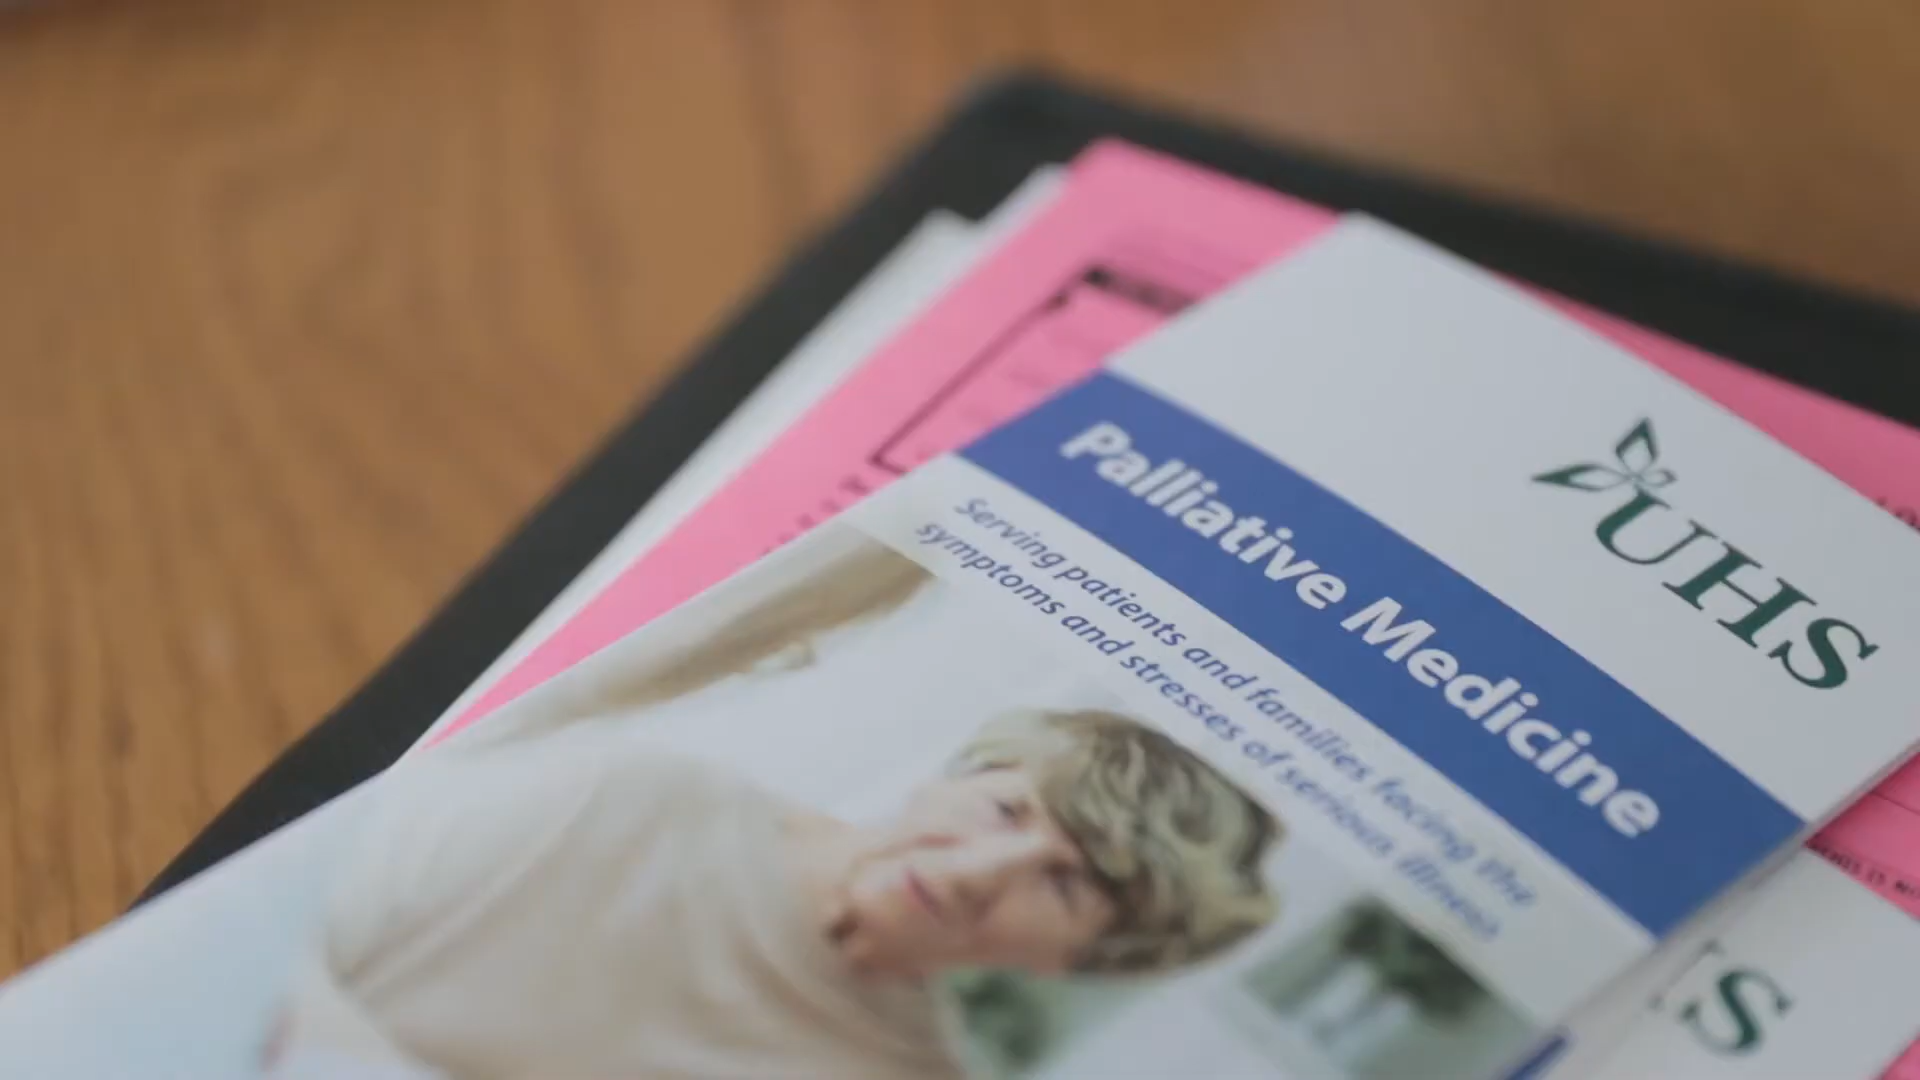 UHS
Palliative Medicine
Serving patients and families facing the
symptoms and stresses of serious illness